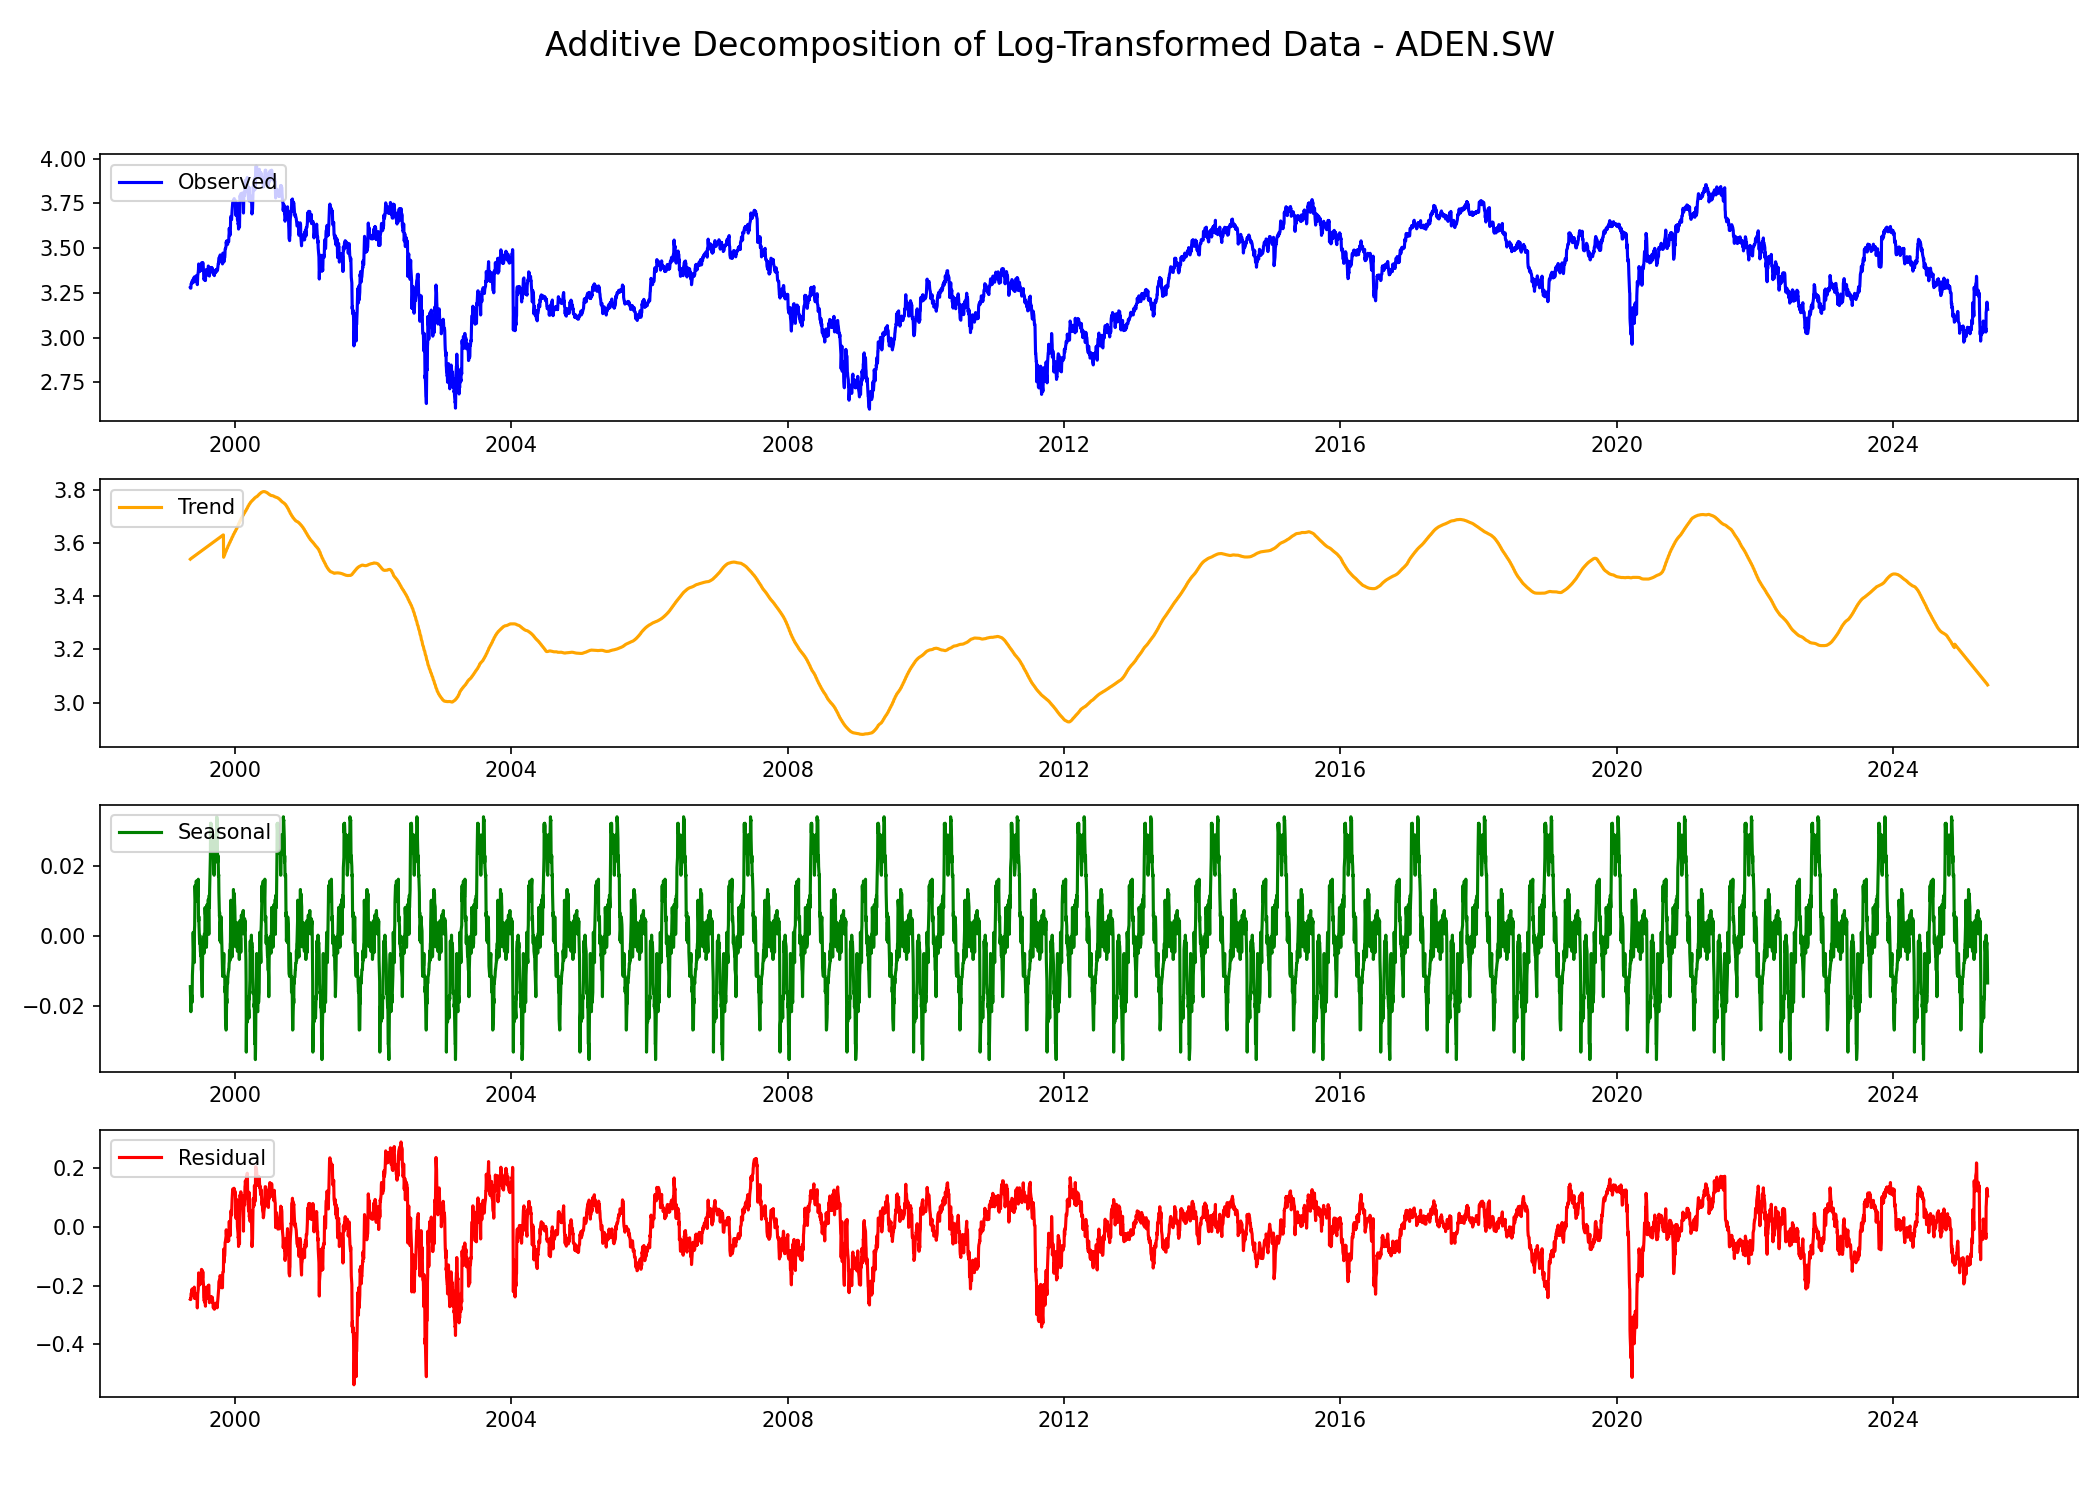 Additive Decomposition of Log-Transformed Data - ADEN.SW
4.00
3.75
3.50
3.25
3.00
2.75
Observed
2000 2004 2008 2012 2016 2020 2024
3.8
3.6
3.4
3.2
3.0
Trend
2000 2004 2008 2012 2016 2020 2024
0.02
0.00
−0.02
Seasonal
2000 2004 2008 2012 2016 2020 2024
0.2
0.0
−0.2
−0.4
Residual
2000 2004 2008 2012 2016 2020 2024